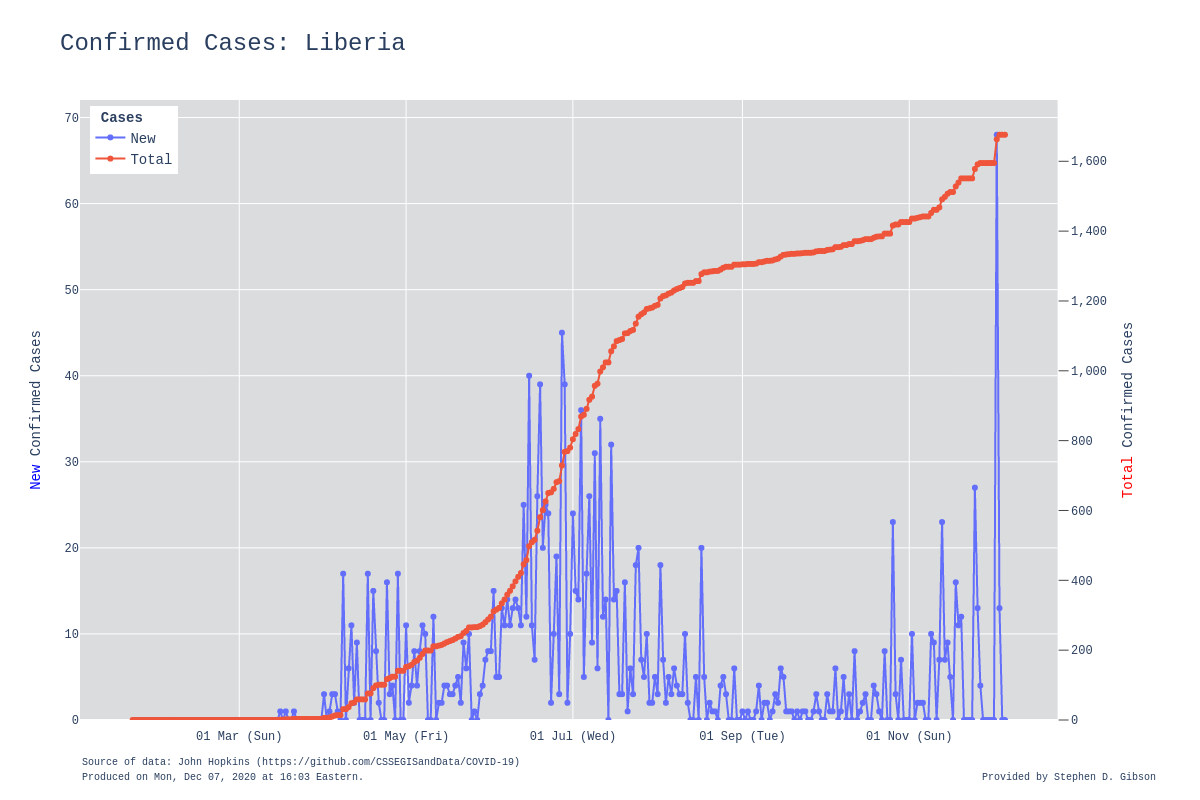 Confirmed Cases: Liberia
Cases
New
Total
70
60
50
40
30
20
10
0
New Confirmed Cases
1,600
1,400
1,200
1,000
800
600
400
200
0
Total Confirmed Cases
01 Mar (Sun)
01 May (Fri)
01 Jul (Wed)
01 Sep (Tue)
01 Nov (Sun)
Source of data: John Hopkins (https://github.com/CSSEGISandData/COVID-19)
Produced on Mon, Dec 07, 2020 at 16:03 Eastern.
Provided by Stephen D. Gibson